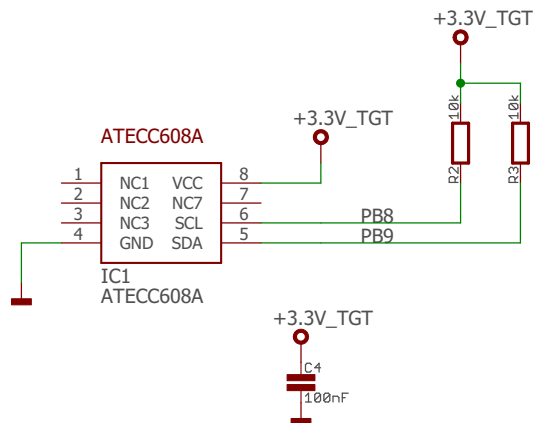 +3.3V_TGT
10k
10k
R2
R3
+3.3V_TGT
ATECC608A
1 NC1 VCC 8
2 NC2 NC7 7
3 NC3 SCL 6 PB8
4 GND SDA 5 PB9
IC1
ATECC608A
+3.3V_TGT
C4
100nF